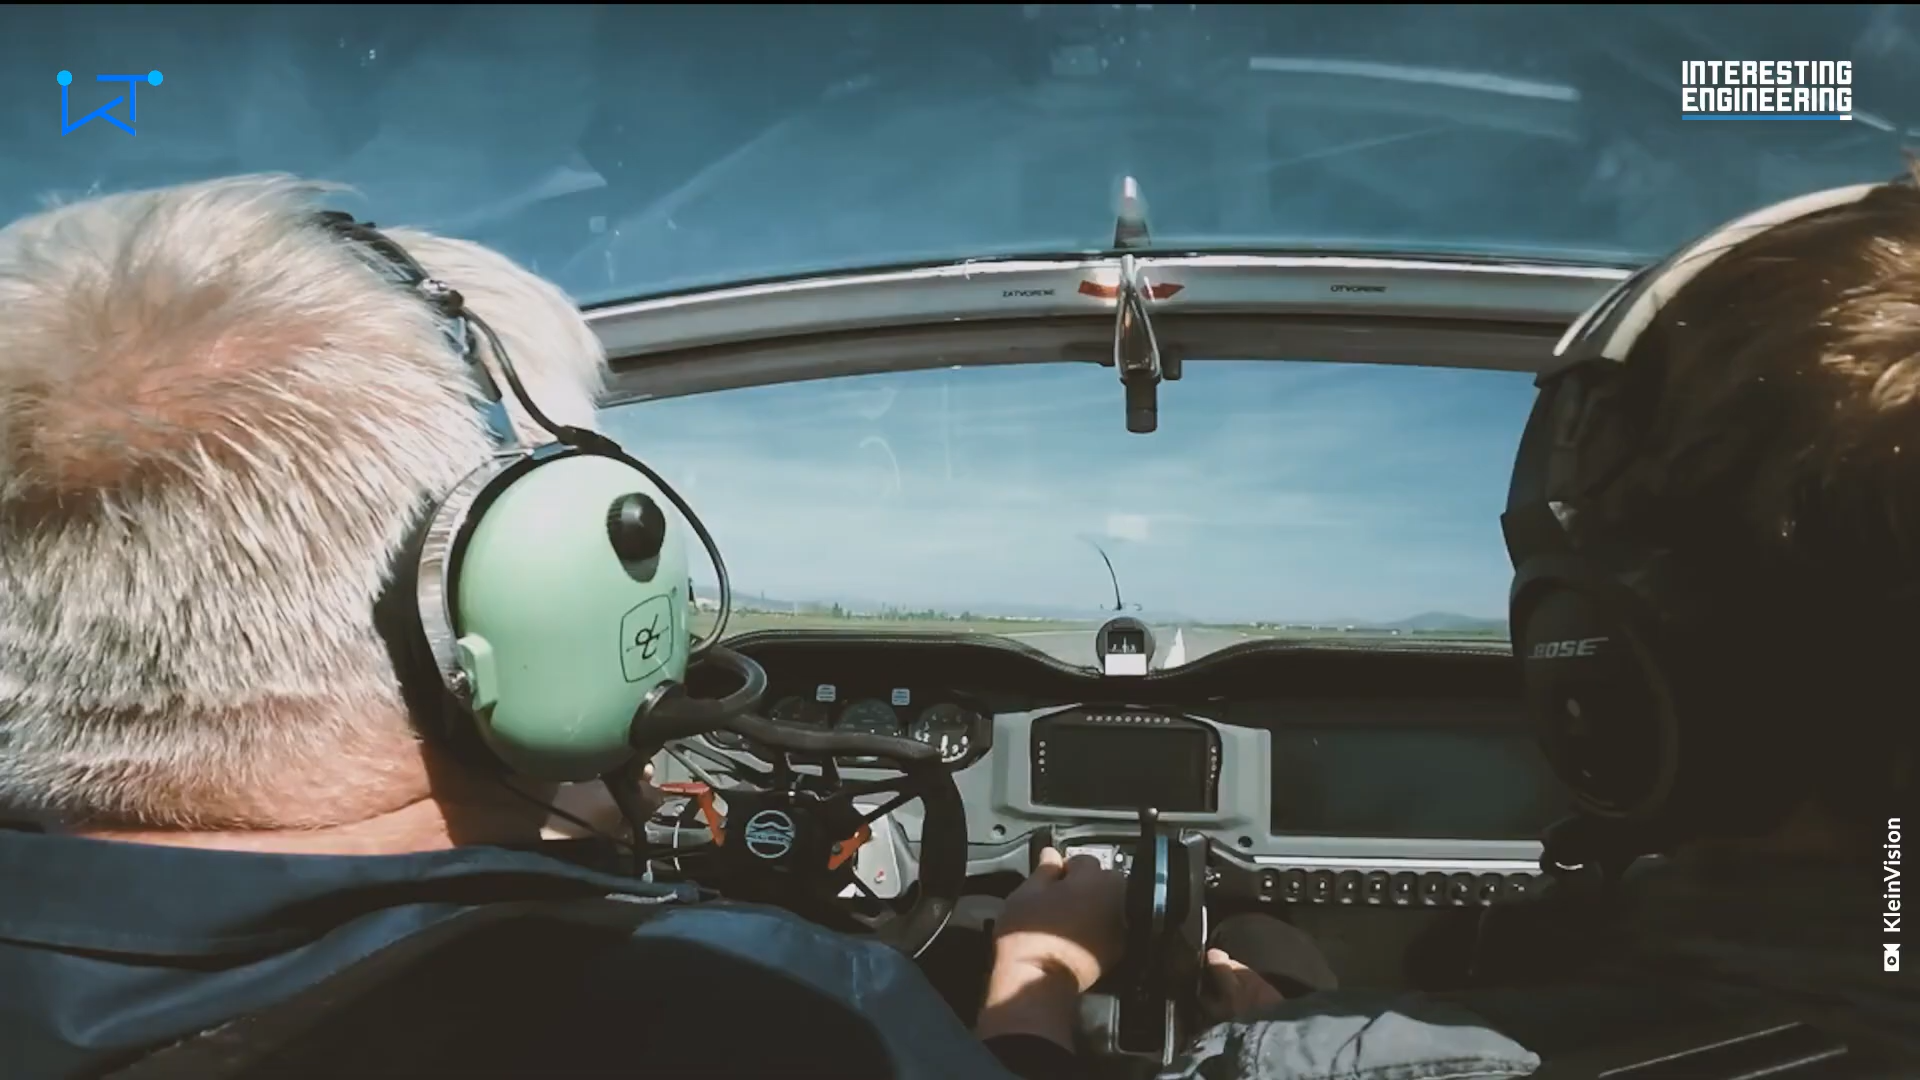 INTERESTING
ENGINEERING
ZATVORENE
OTVORENE
BOSE
KleinVision